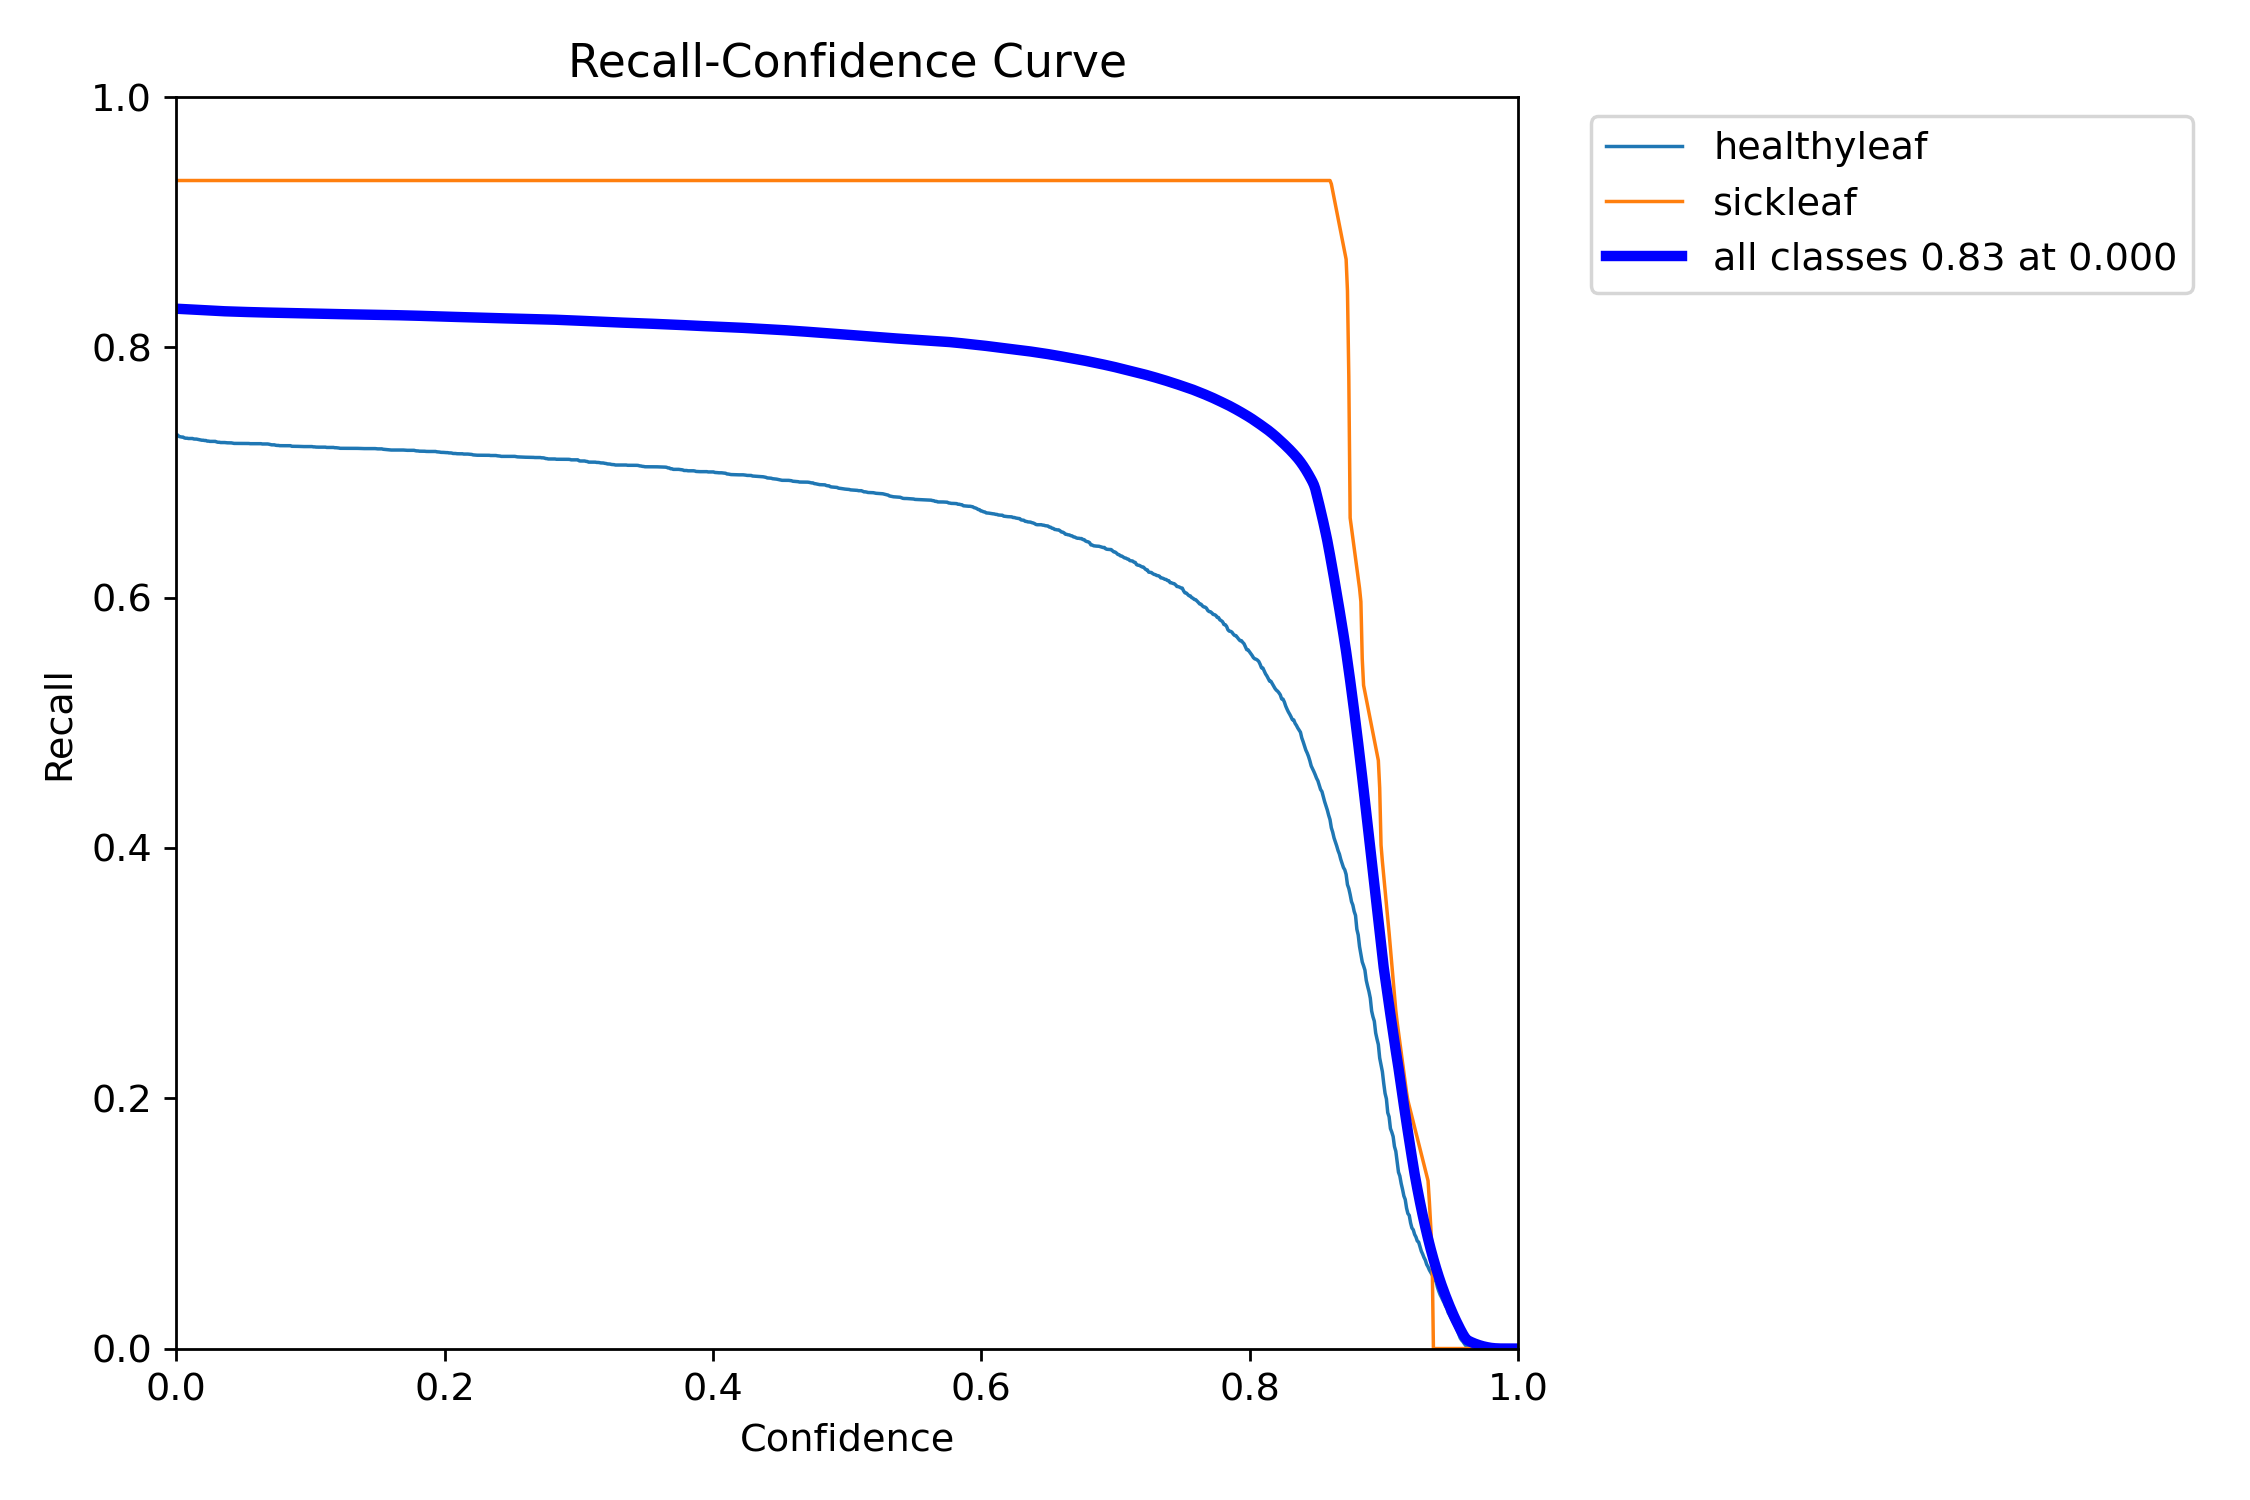 Recall-Confidence Curve
1.0
0.8
0.6
0.4
0.2
0.0
Recall
0.0 0.2 0.4 0.6 0.8 1.0
Confidence
healthyleaf
sickleaf
all classes 0.83 at 0.000